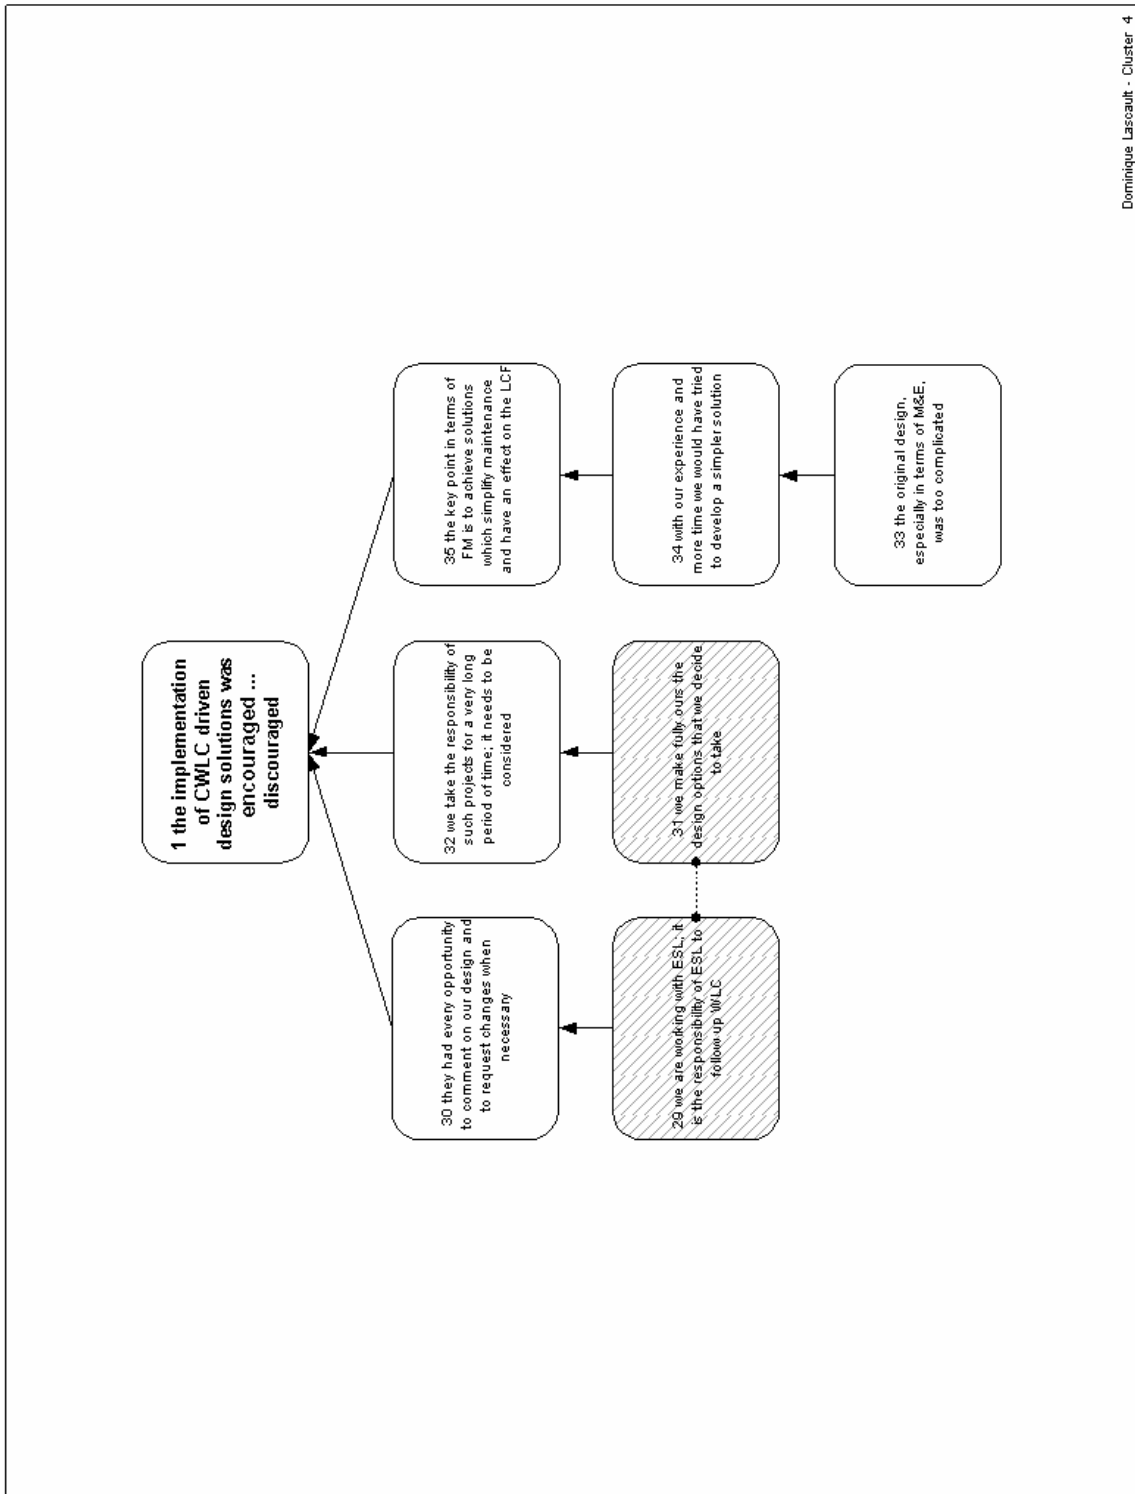 1 the implementation
of CWLC driven
design solutions was
encouraged ...
discouraged
30 they had every opportunity
to comment on our design and
to request changes when
necessary
32 we take the responsibility of
such projects for a very long
period of time; it needs to be
considered
35 the key point in terms of
FM is to achieve solutions
which simplify maintenance
and have an effect on the LCF
29 we are working with ESL; it
is the responsibility of ESL to
follow up WLC
31 we make fully ours the
design options that we decide
to take
34 with our experience and
more time we would have tried
to develop a simpler solution
33 the original design,
especially in terms of M&E,
was too complicated
Dominique Lascault - Cluster 4